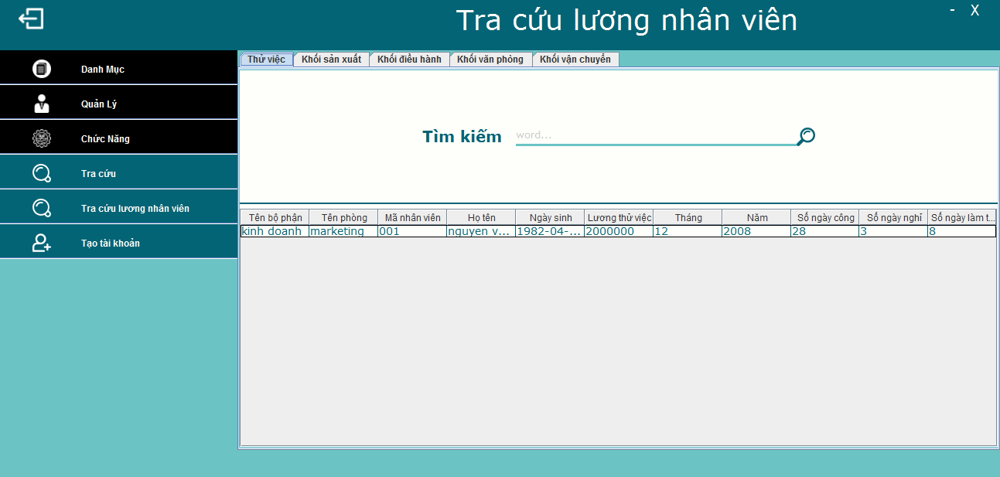 Tra cứu lương nhân viên
- X
Danh Mục
Quản Lý
Chức Năng
Tra cứu
Tra cứu lương nhân viên
Tạo tài khoản
Thử việc Khối sản xuất Khối điều hành Khối văn phòng Khối vận chuyển
Tìm kiếm word...
Tên bộ phận Tên phòng Mã nhân viên Họ tên Ngày sinh Lương thử việc Tháng Năm Số ngày công Số ngày nghỉ Số ngày làm t...
kinh doanh marketing 001 nguyen v... 1982-04-... 2000000 12 2008 28 3 8